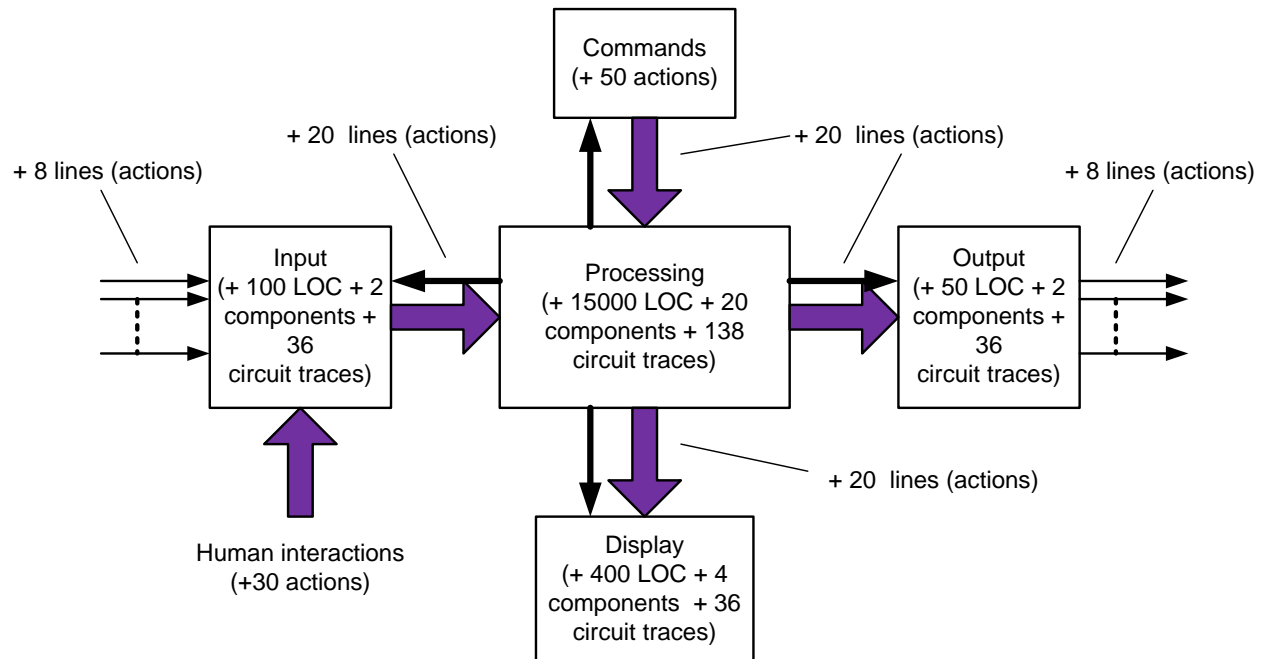 Commands
(+ 50 actions)
+ 20  lines (actions)
+ 20  lines (actions)
+ 8 lines (actions)
+ 8 lines (actions)
Input
(+ 100 LOC + 2
components +
36
circuit traces)
Processing
(+ 15000 LOC + 20
components + 138
circuit traces)
Output
(+ 50 LOC + 2
components +
36
circuit traces)
+ 20  lines (actions)
Human interactions
(+30 actions)
Display
(+ 400 LOC + 4
components  + 36
circuit traces)